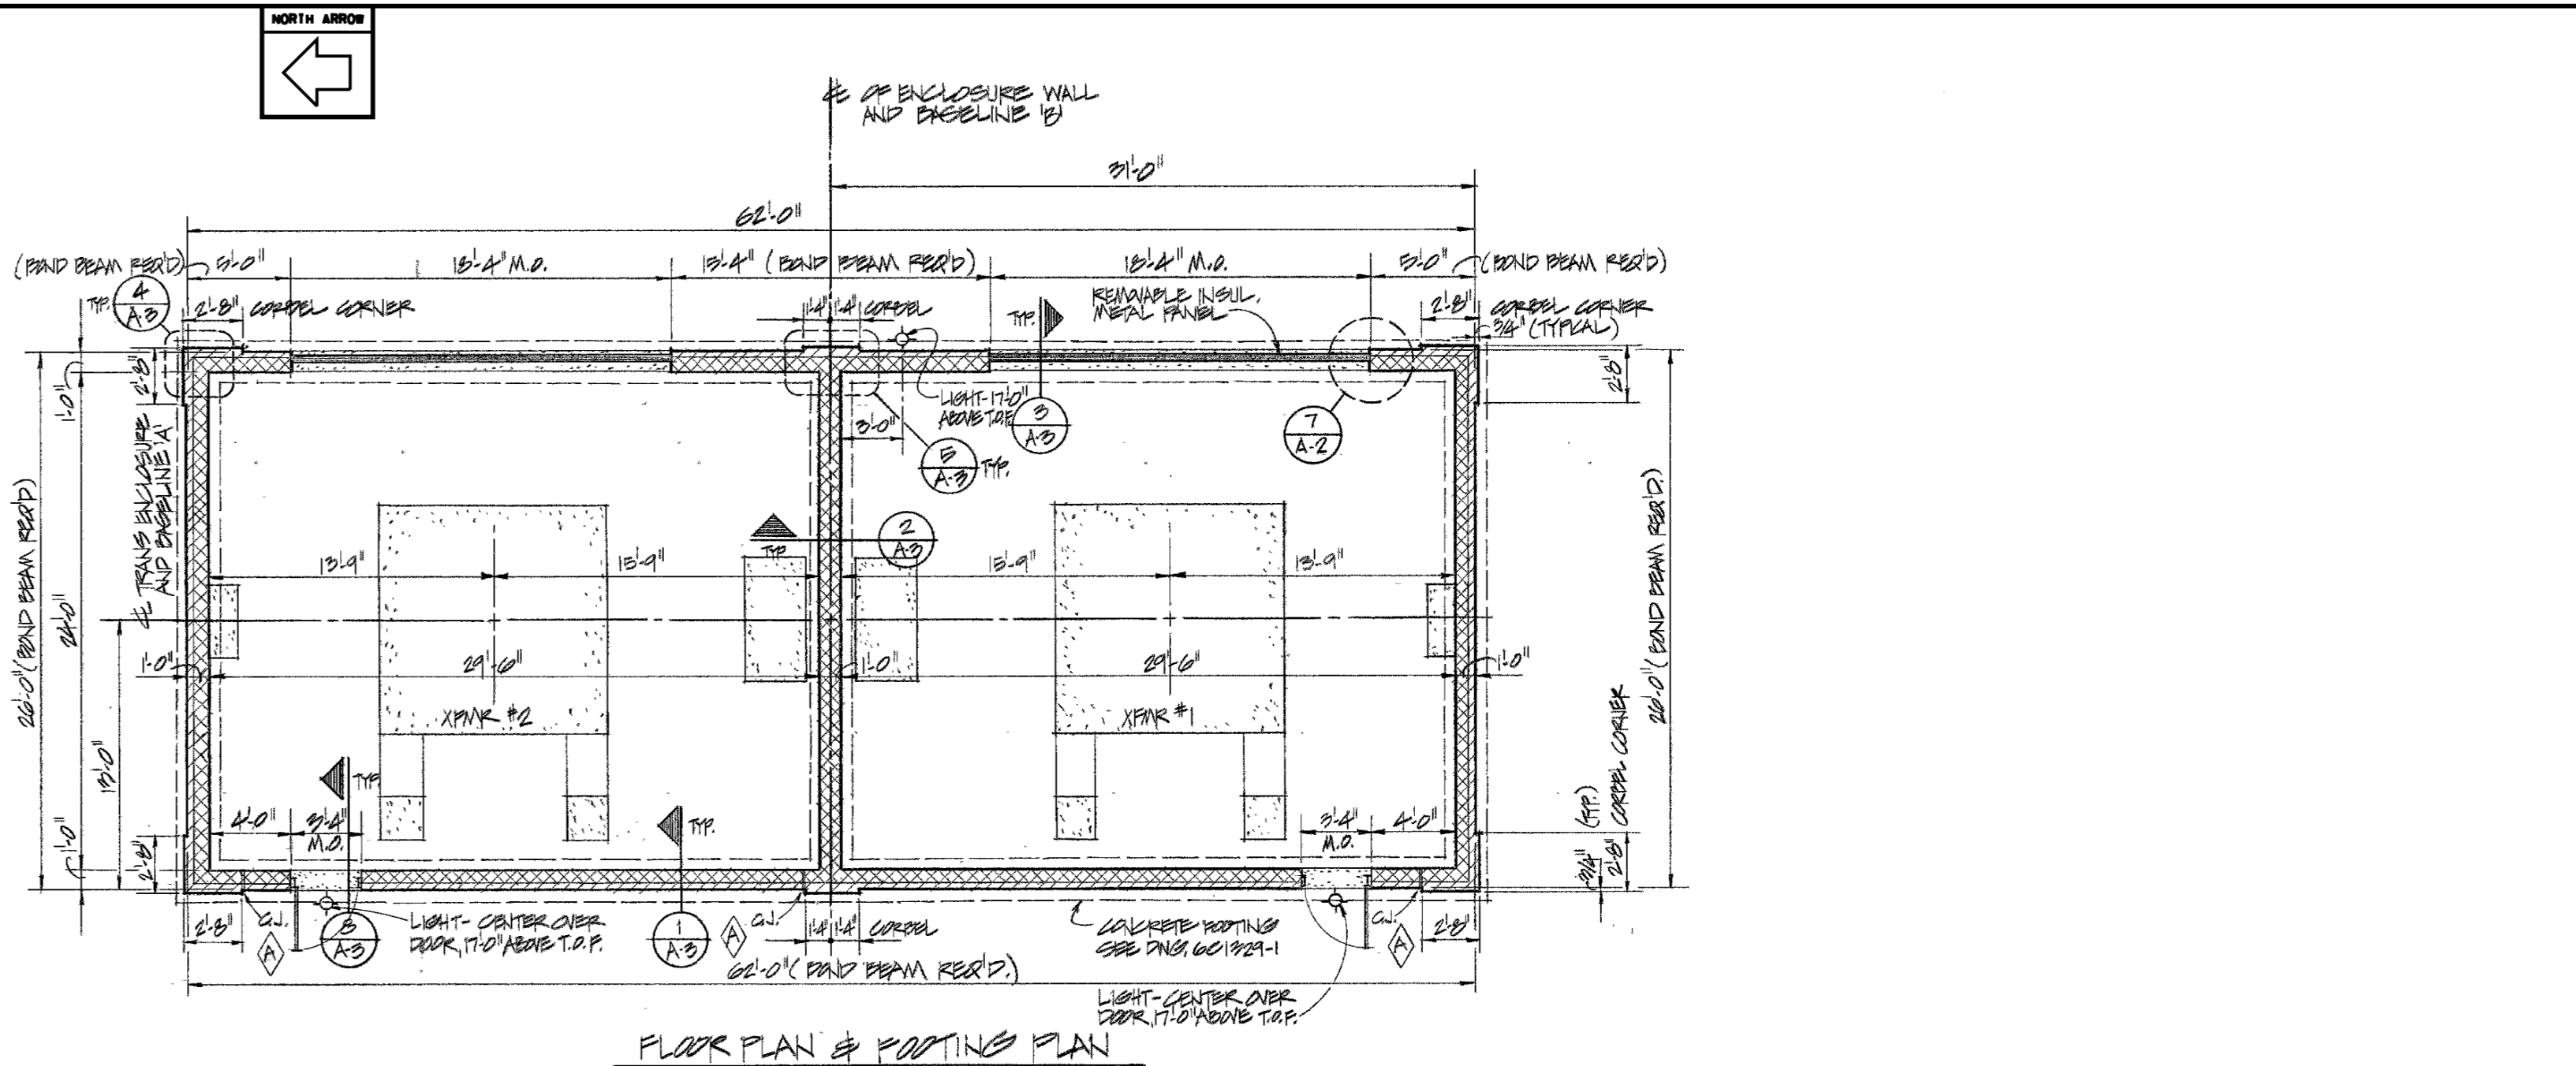 NORTH ARROW
℄ OF ENCLOSURE WALL
AND BASELINE 'B'
31'-0"
62'-0"
(BOND BEAM REQ'D)
5'-0"
18'-4" M.O.
15'-4" (BOND BEAM REQ'D)
18'-4" M.O.
5'-0"
(BOND BEAM REQ'D)
TYP.
4
A-3
2'-8" CORBEL CORNER
1'-4" 1'-4" CORBEL
TYP.
REMOVABLE INSUL.
METAL PANEL
2'-8" CORBEL CORNER
3/4" (TYPICAL)
1'-0"
2'-8"
2'-8"
LIGHT-17'-0"
ABOVE T.O.F.
3'-0"
3
A-3
7
A-2
5
A-3
TYP.
℄ TRANS ENCLOSURE
AND BASELINE 'A'
26'-0" (BOND BEAM REQ'D)
24'-0"
13'-0"
TYP.
2
A-3
13'-9"
15'-9"
15'-9"
13'-9"
26'-0" (BOND BEAM REQ'D.)
1'-0"
29'-6"
1'-0"
29'-6"
1'-0"
XFMR #2
XFMR #1
TYP.
TYP.
4'-0"
3'-4"
M.O.
3'-4"
M.O.
4'-0"
1'-0"
2'-8"
(TYP.)
CORBEL CORNER
3/4"
2'-8"
2'-8"
C.J.
A
8
A-3
LIGHT- CENTER OVER
DOOR, 17'-0" ABOVE T.O.F.
1
A-3
A
C.J.
1'-4" 1'-4" CORBEL
CONCRETE FOOTING
SEE DWG. 6C1329-1
C.J.
A
2'-8"
62'-0" (BOND BEAM REQ'D.)
LIGHT-CENTER OVER
DOOR, 17'-0" ABOVE T.O.F.
FLOOR PLAN & FOOTING PLAN